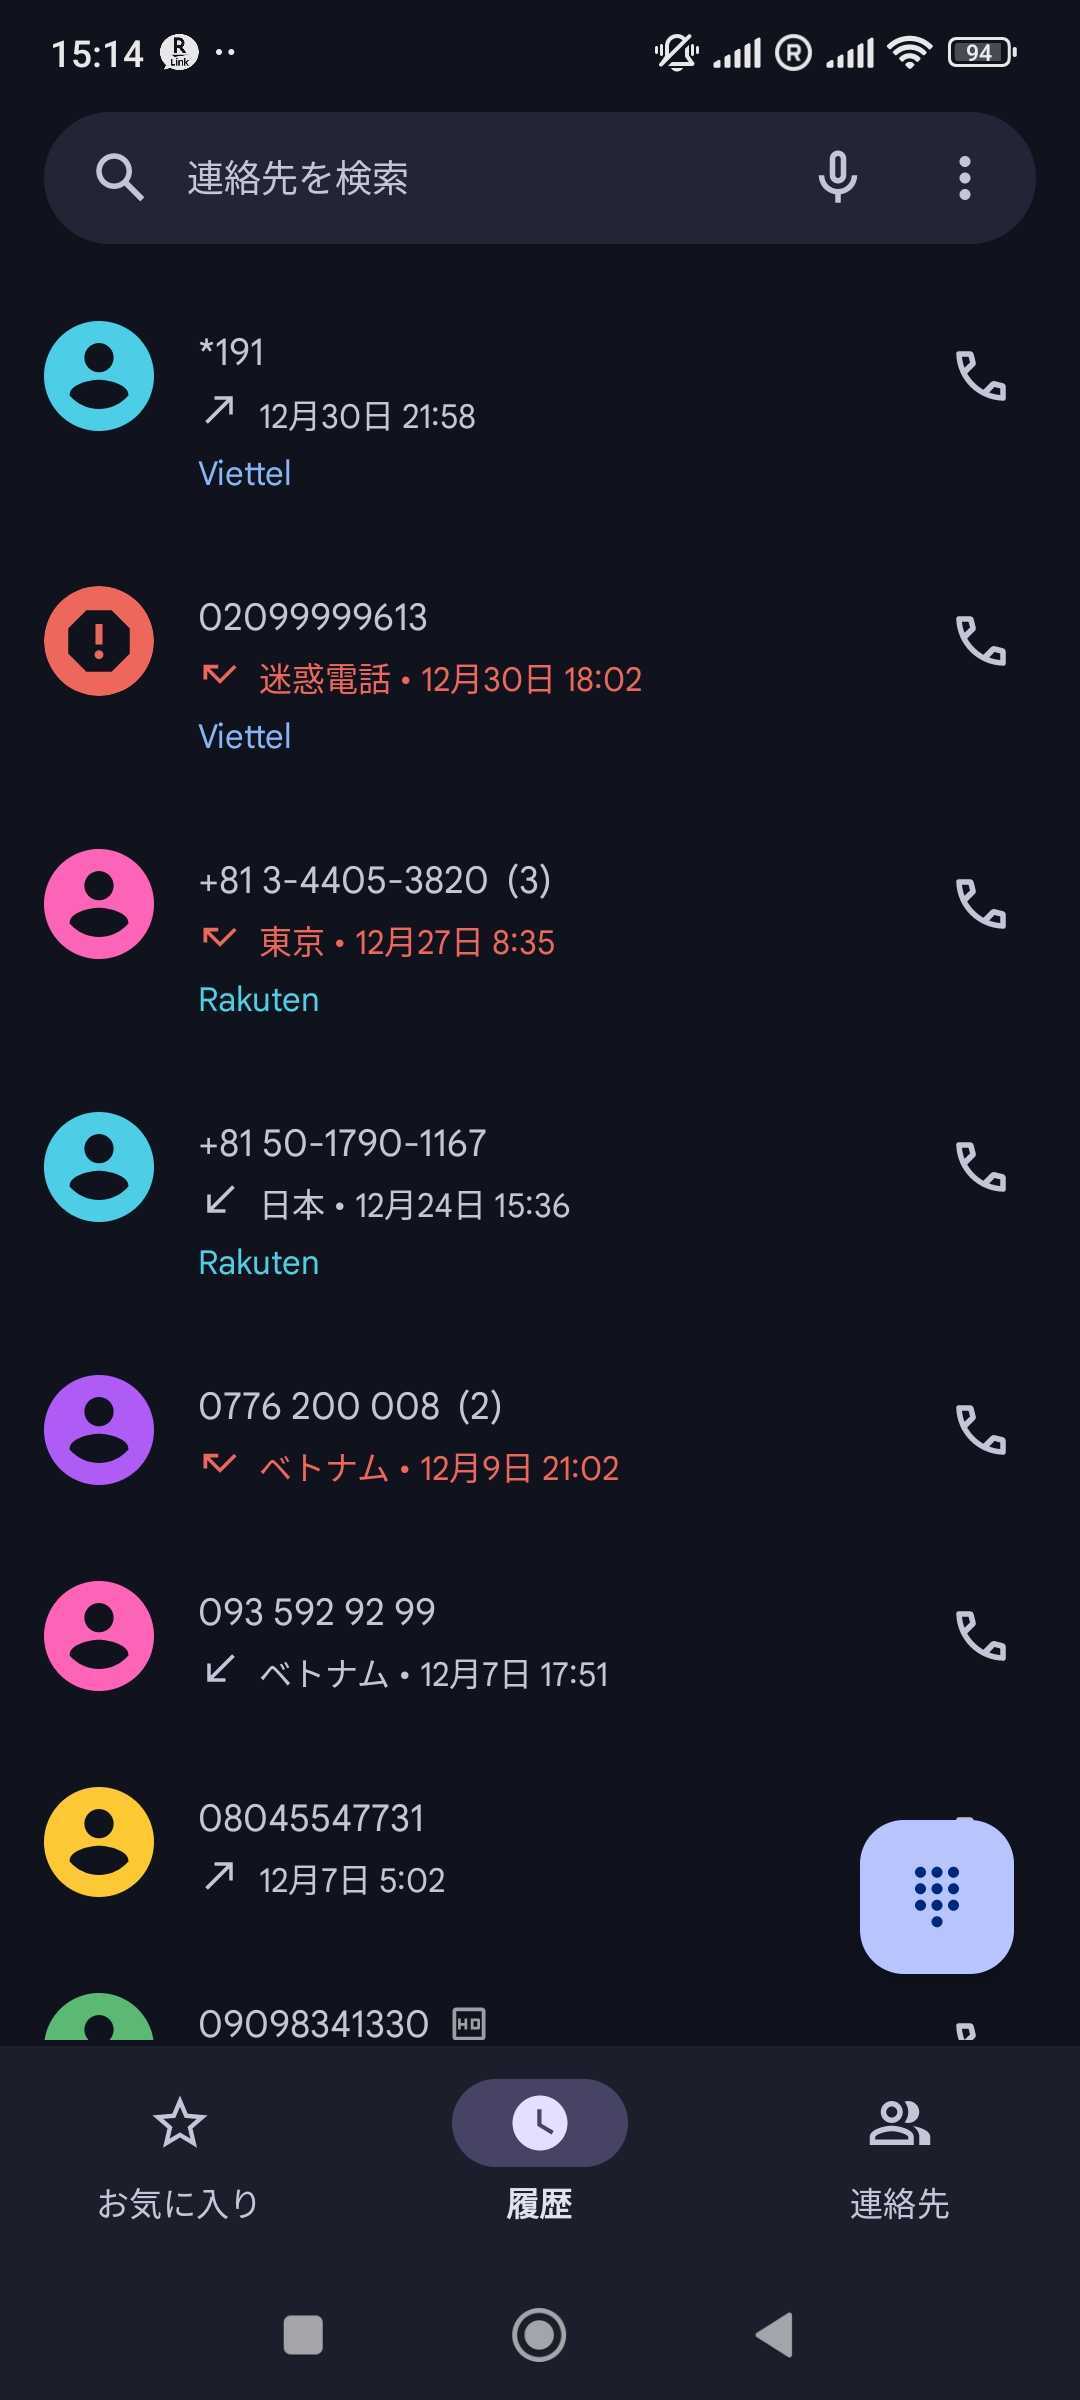 15:14
R
Link
R
94
連絡先を検索
*191
12月30日 21:58
Viettel
02099999613
迷惑電話 • 12月30日 18:02
Viettel
+81 3-4405-3820 (3)
東京 • 12月27日 8:35
Rakuten
+81 50-1790-1167
日本 • 12月24日 15:36
Rakuten
0776 200 008 (2)
ベトナム • 12月9日 21:02
093 592 92 99
ベトナム • 12月7日 17:51
08045547731
12月7日 5:02
09098341330 HD
お気に入り
履歴
連絡先